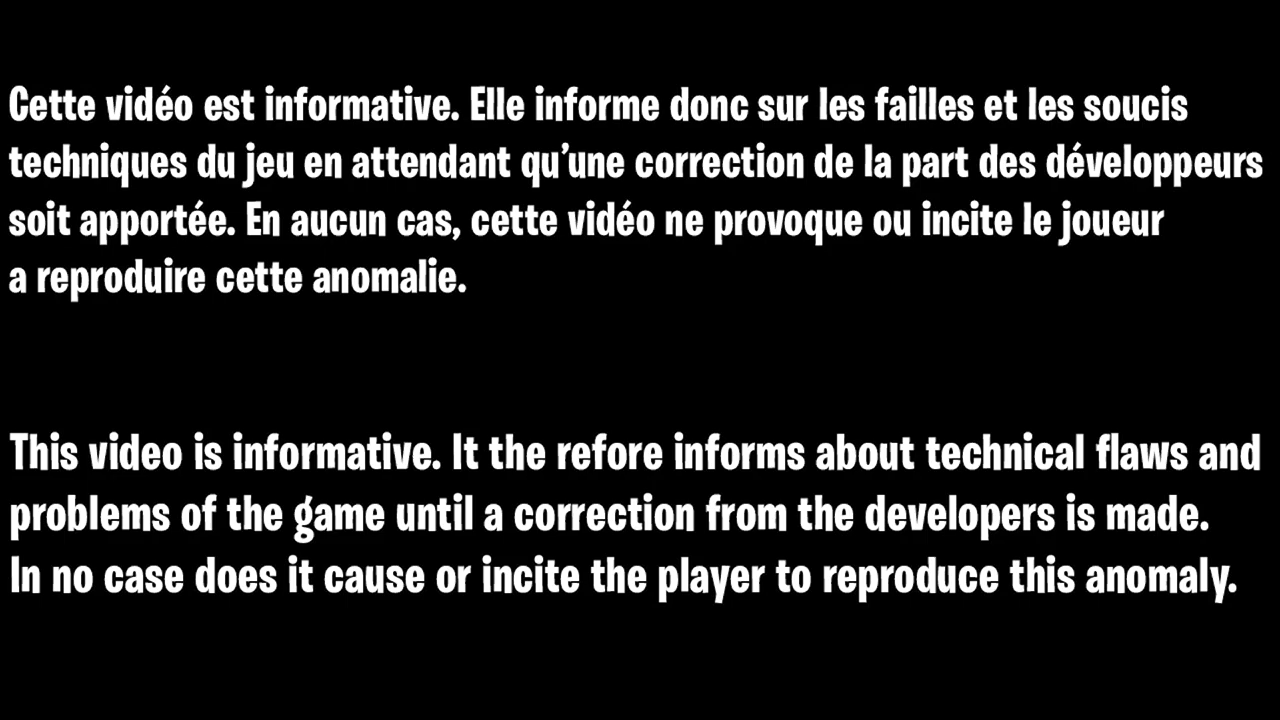 Cette vidéo est informative. Elle informe donc sur les failles et les soucis
techniques du jeu en attendant qu’une correction de la part des développeurs
soit apportée. En aucun cas, cette vidéo ne provoque ou incite le joueur
a reproduire cette anomalie.
This video is informative. It the refore informs about technical flaws and
problems of the game until a correction from the developers is made.
In no case does it cause or incite the player to reproduce this anomaly.